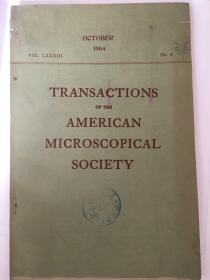 OCTOBER
1964
VOL. LXXXIII
No. 4
TRANSACTIONS
OF THE
AMERICAN
MICROSCOPICAL
SOCIETY